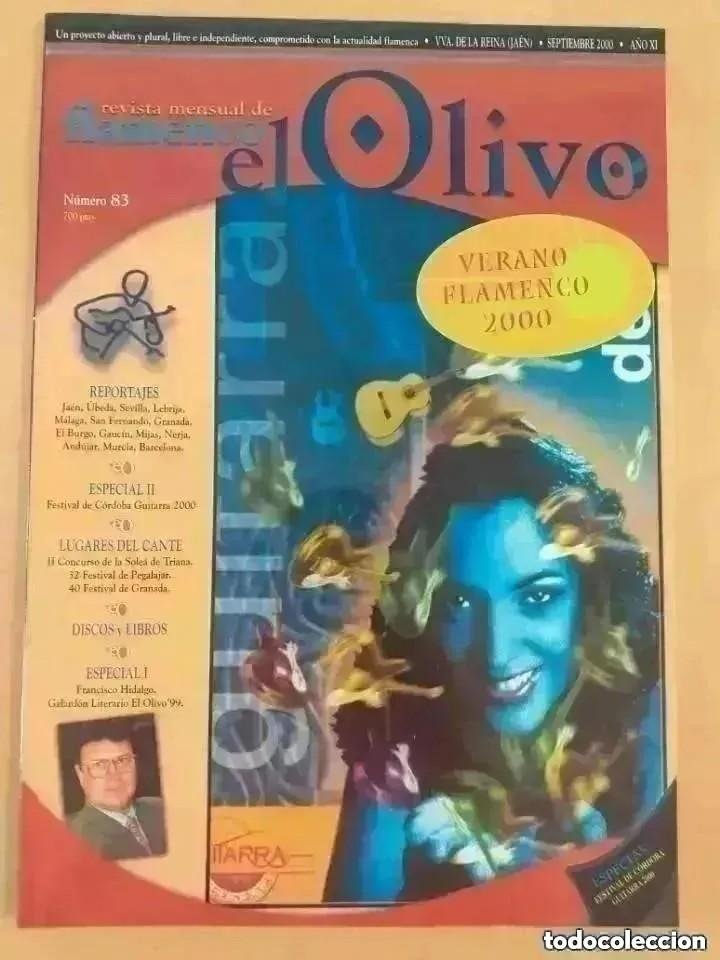 Un proyecto abierto y plural, libre e independiente, comprometido con la actualidad flamenca • VVA. DE LA REINA (JAÉN) • SEPTIEMBRE 2000 • AÑO XI
revista mensual de
flamenco
el Olivo
Número 83
700 ptas.
VERANO
FLAMENCO
2000
guitarra
de
REPORTAJES
Jaén, Úbeda, Sevilla, Lebrija,
Málaga, San Fernando, Granada,
El Burgo, Gaucín, Mijas, Nerja,
Andújar, Murcia, Barcelona.
ESPECIAL II
Festival de Córdoba Guitarra 2000
LUGARES DEL CANTE
II Concurso de la Soleá de Triana.
32 Festival de Pegalajar.
40 Festival de Granada.
DISCOS y LIBROS
ESPECIAL I
Francisco Hidalgo,
Galardón Literario El Olivo'99.
ITARRA
ESPECIAL
FESTIVAL DE CÓRDOBA
GUITARRA 2000
todocoleccion